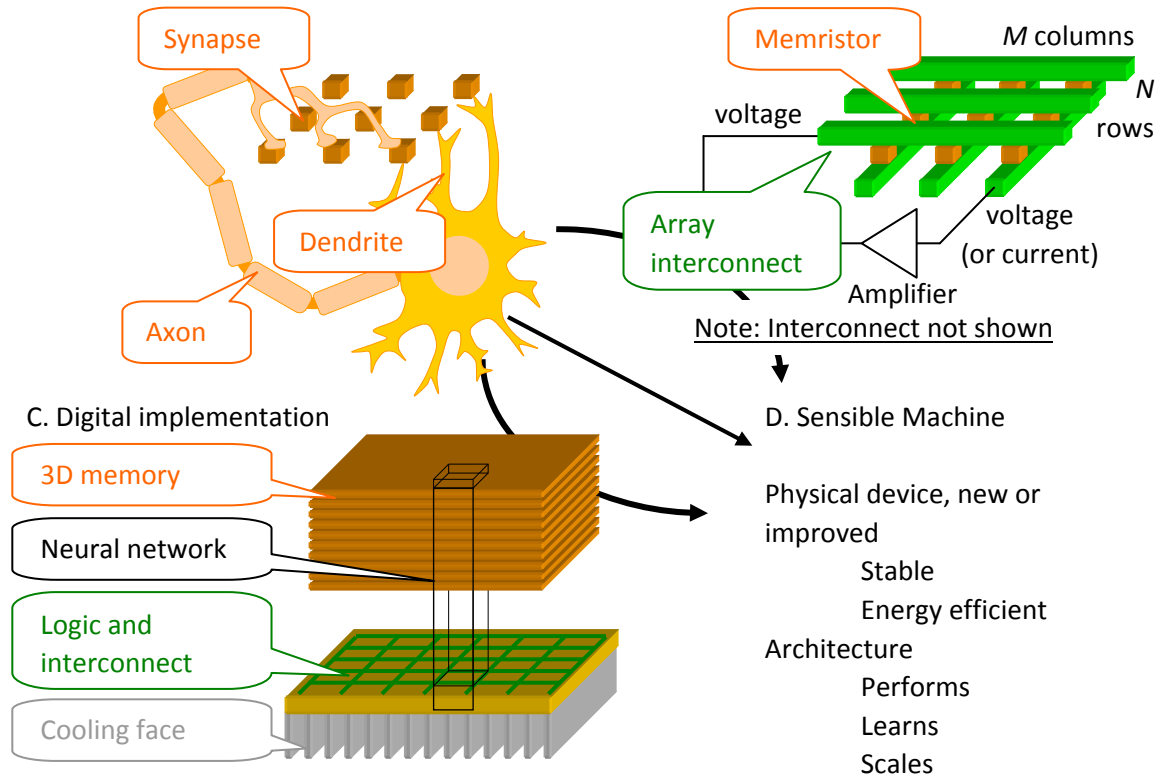 Synapse
Memristor
M columns
N
rows
voltage
Dendrite
Array
interconnect
voltage
(or current)
Amplifier
Axon
Note: Interconnect not shown
C. Digital implementation
D. Sensible Machine
3D memory
Neural network
Logic and
interconnect
Cooling face
Physical device, new or
improved
Stable
Energy efficient
Architecture
Performs
Learns
Scales